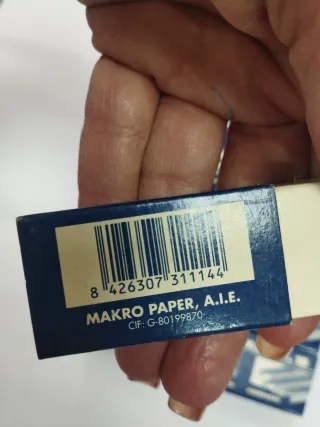 8 426307 311144
MAKRO PAPER, A.I.E.
CIF: G-80199870